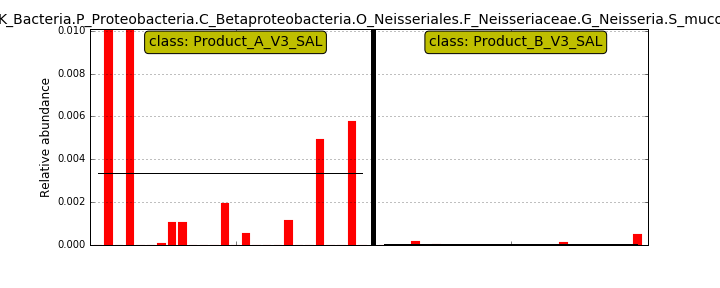 K_Bacteria.P_Proteobacteria.C_Betaproteobacteria.O_Neisseriales.F_Neisseriaceae.G_Neisseria.S_muco
class: Product_A_V3_SAL
class: Product_B_V3_SAL
Relative abundance
0.010
0.008
0.006
0.004
0.002
0.000